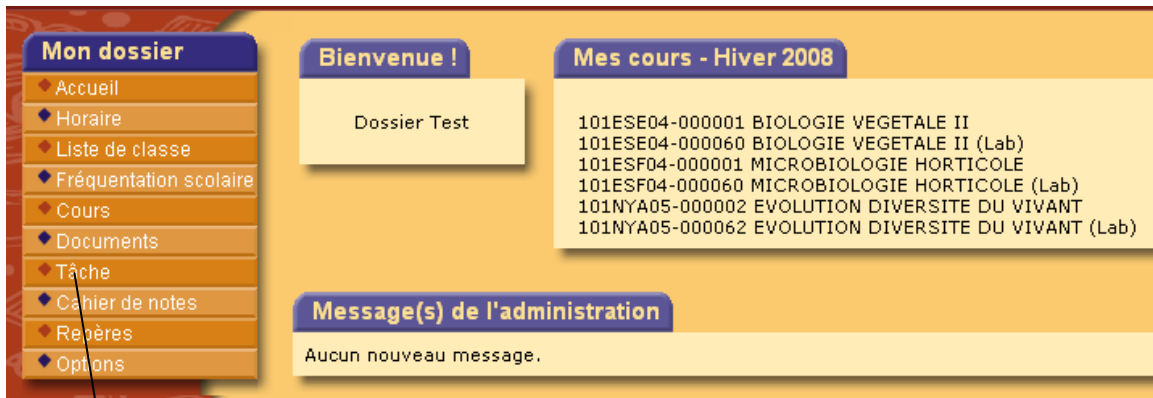 Mon dossier
Accueil
Horaire
Liste de classe
Fréquentation scolaire
Cours
Documents
Tâche
Cahier de notes
Repères
Options
Bienvenue !
Dossier Test
Mes cours - Hiver 2008
101ESE04-000001 BIOLOGIE VEGETALE II
101ESE04-000060 BIOLOGIE VEGETALE II (Lab)
101ESF04-000001 MICROBIOLOGIE HORTICOLE
101ESF04-000060 MICROBIOLOGIE HORTICOLE (Lab)
101NYA05-000002 EVOLUTION DIVERSITE DU VIVANT
101NYA05-000062 EVOLUTION DIVERSITE DU VIVANT (Lab)
Message(s) de l'administration
Aucun nouveau message.